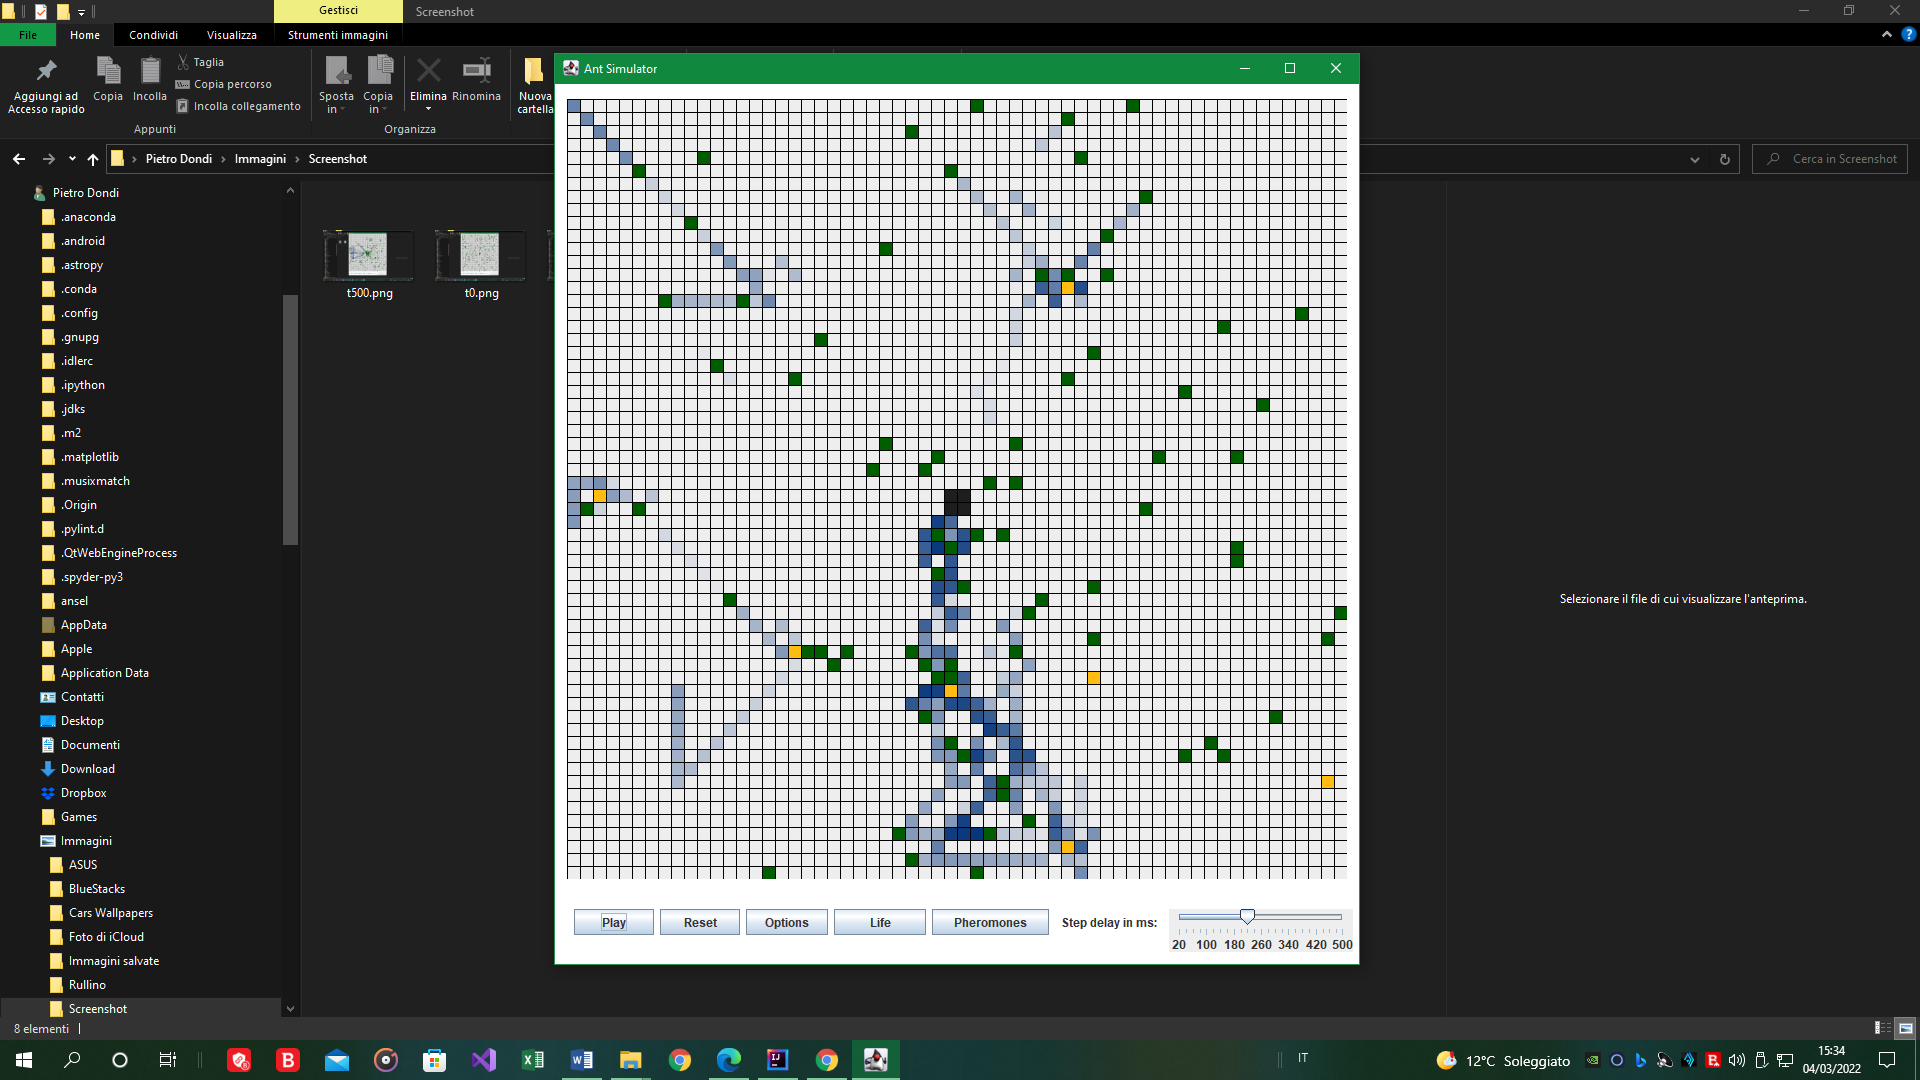 Gestisci
Screenshot
File
Home
Condividi
Visualizza
Strumenti immagini
Aggiungi ad
Accesso rapido
Copia
Incolla
Taglia
Copia percorso
Incolla collegamento
Appunti
Sposta
in
Copia
in
Elimina
Rinomina
Organizza
Nuova
cartella
Pietro Dondi
Immagini
Screenshot
Cerca in Screenshot
Pietro Dondi
.anaconda
.android
.astropy
.conda
.config
.gnupg
.idlerc
.ipython
.jdks
.m2
.matplotlib
.musixmatch
.Origin
.pylint.d
.QtWebEngineProcess
.spyder-py3
ansel
AppData
Apple
Application Data
Contatti
Desktop
Documenti
Download
Dropbox
Games
Immagini
ASUS
BlueStacks
Cars Wallpapers
Foto di iCloud
Immagini salvate
Rullino
Screenshot
8 elementi
t500.png
t0.png
Ant Simulator
Play
Reset
Options
Life
Pheromones
Step delay in ms:
20 100 180 260 340 420 500
Selezionare il file di cui visualizzare l'anteprima.
IT
12°C Soleggiato
15:34
04/03/2022